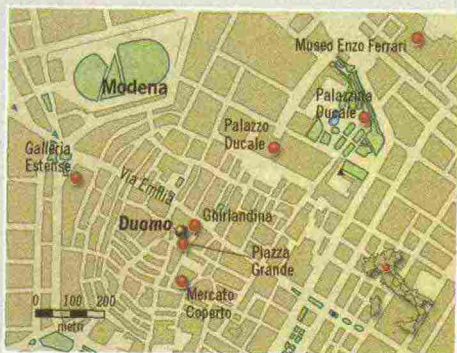 Museo Enzo Ferrari
Modena
Palazzina
Ducale
Palazzo
Ducale
Galleria
Estense
Via Emilia
Ghirlandina
Duomo
Piazza
Grande
Mercato
Coperto
0 100 200
metri